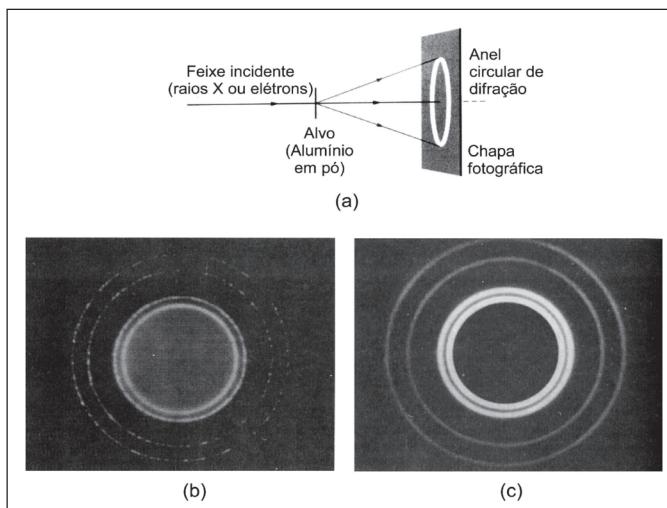 Feixe incidente
(raios X ou elétrons)
Alvo
(Alumínio
em pó)
Anel
circular de
difração
Chapa
fotográfica
(a)
(b)
(c)